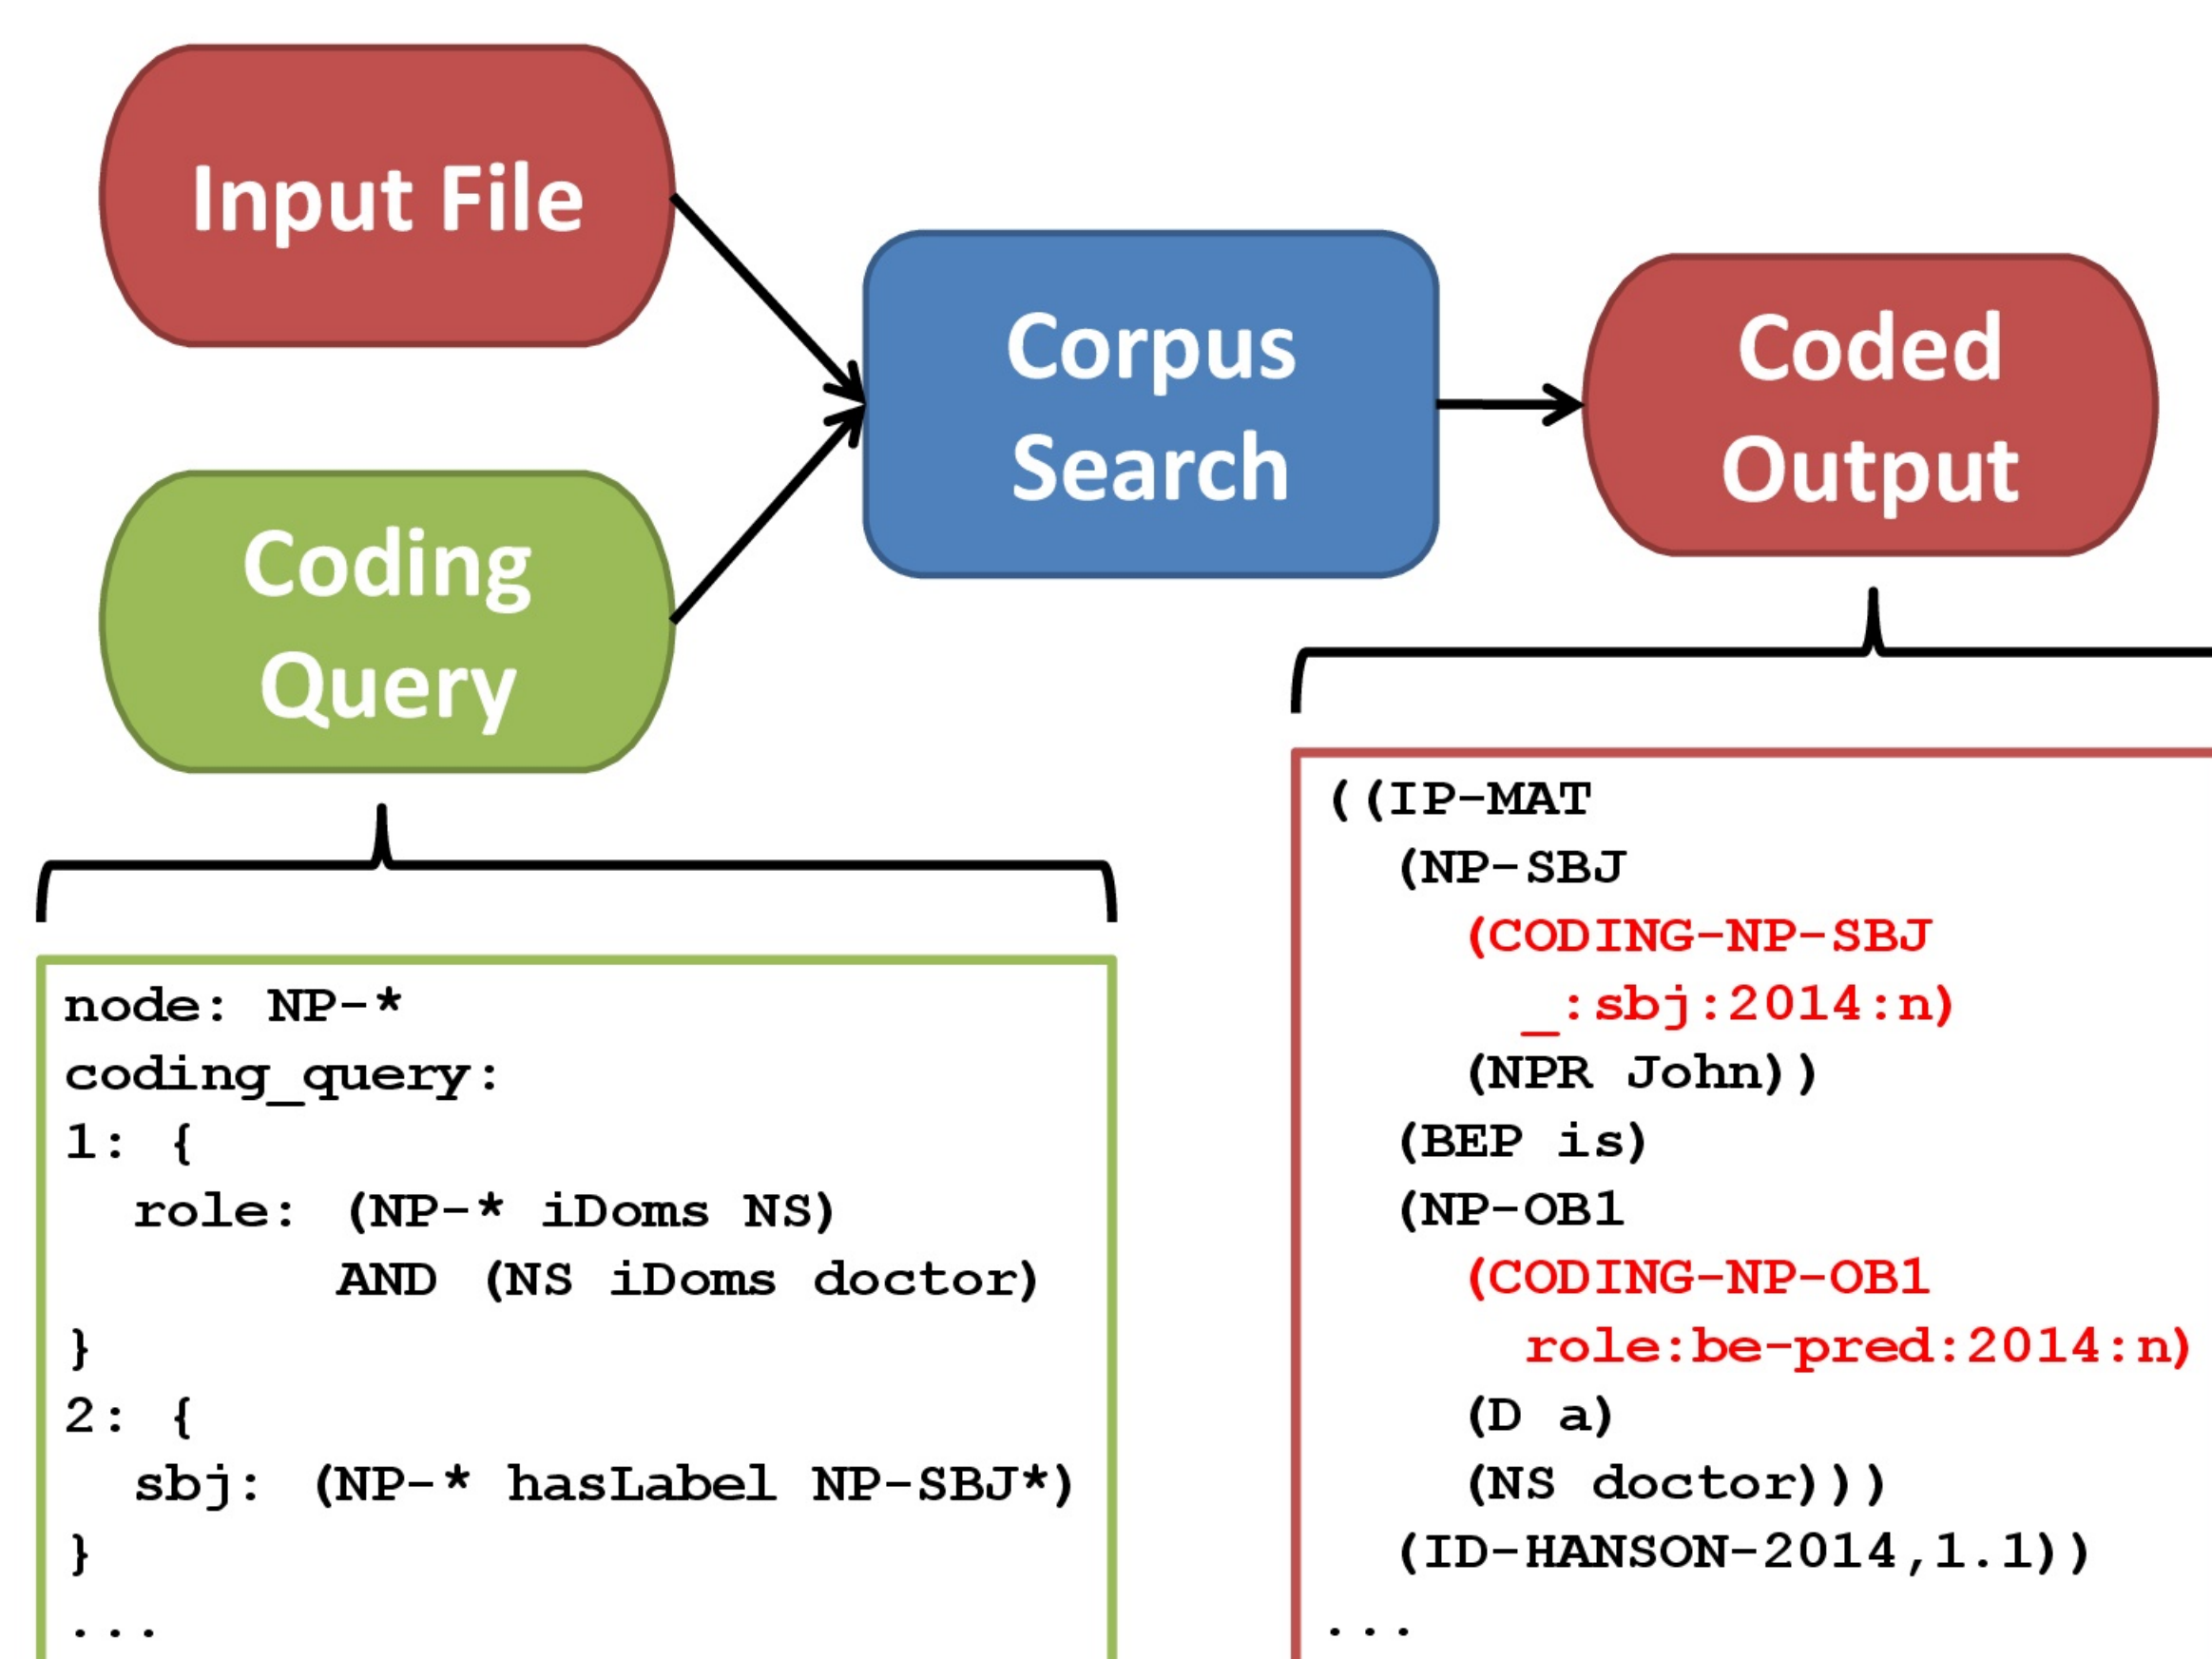 Input File
Coding
Query
Corpus
Search
Coded
Output
node: NP-*
coding_query:
1: {
role: (NP-* iDoms NS)
AND (NS iDoms doctor)
}
2: {
sbj: (NP-* hasLabel NP-SBJ*)
}
...
((IP-MAT
(NP-SBJ
(CODING-NP-SBJ
_:sbj:2014:n)
(NPR John))
(BEP is)
(NP-OB1
(CODING-NP-OB1
role:be-pred:2014:n)
(D a)
(NS doctor)))
(ID-HANSON-2014,1.1))
...